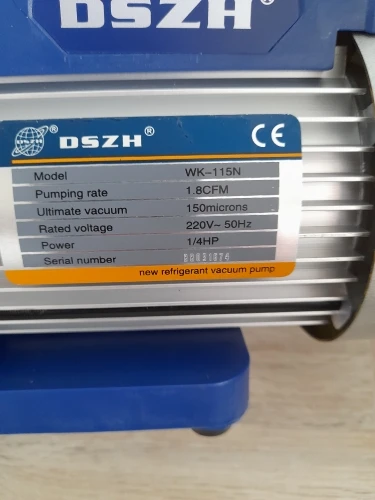 DSZH®
DSZH® DSZH® CE
Model WK-115N
Pumping rate 1.8CFM
Ultimate vacuum 150microns
Rated voltage 220V~ 50Hz
Power 1/4HP
Serial number
new refrigerant vacuum pump